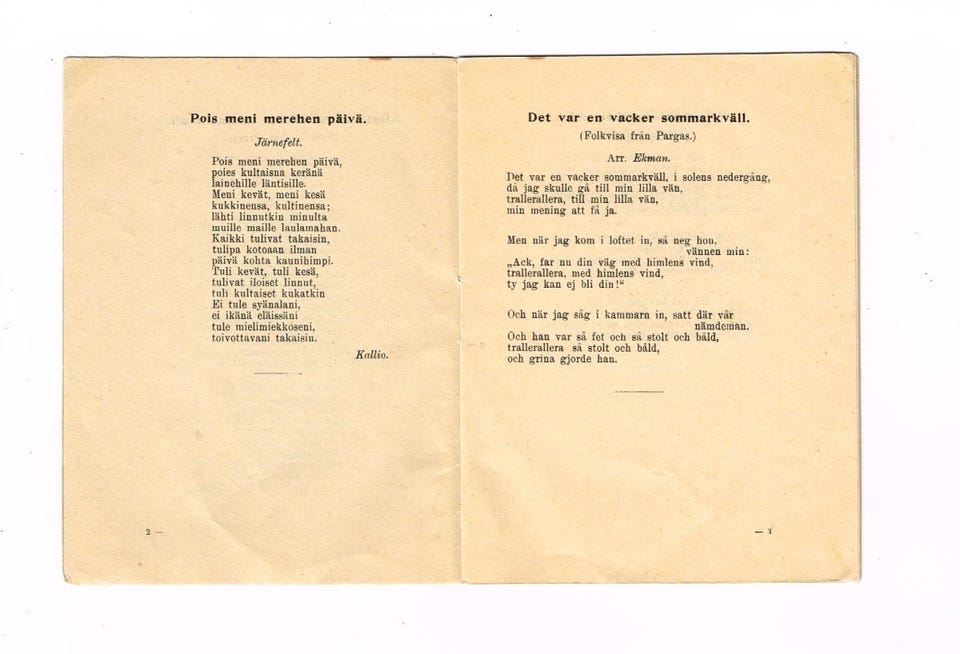 Pois meni merehen päivä.
Järnefelt.
Pois meni merehen päivä,
poies kultaisna keränä
lainehille läntisille.
Meni kevät, meni kesä
kukkinensa, kultinensa;
lähti linnutkin minulta
muille maille laulamahan.
Kaikki tulivat takaisin,
tulipa kotoaan ilman
päivä kohta kaunihimpi.
Tuli kevät, tuli kesä,
tulivat iloiset linnut,
tuli kultaiset kukatkin
Ei tule syänalani,
ei ikänä eläissäni
tule mielimiekkoseni,
toivottavani takaisin.
Kallio.
2 —
Det var en vacker sommarkväll.
(Folkvisa från Pargas.)
Arr. Ekman.
Det var en vacker sommarkväll, i solens nedergång,
då jag skulle gå till min lilla vän,
trallerallera, till min lilla vän,
min mening att få ja.
Men när jag kom i loftet in, så neg hon,
vännen min:
„Ack, far nu din väg med himlens vind,
trallerallera, med himlens vind,
ty jag kan ej bli din!“
Och när jag såg i kammarn in, satt där vår
nämdeman.
Och han var så fet och så stolt och båld,
trallerallera så stolt och båld,
och grina gjorde han.
— 3